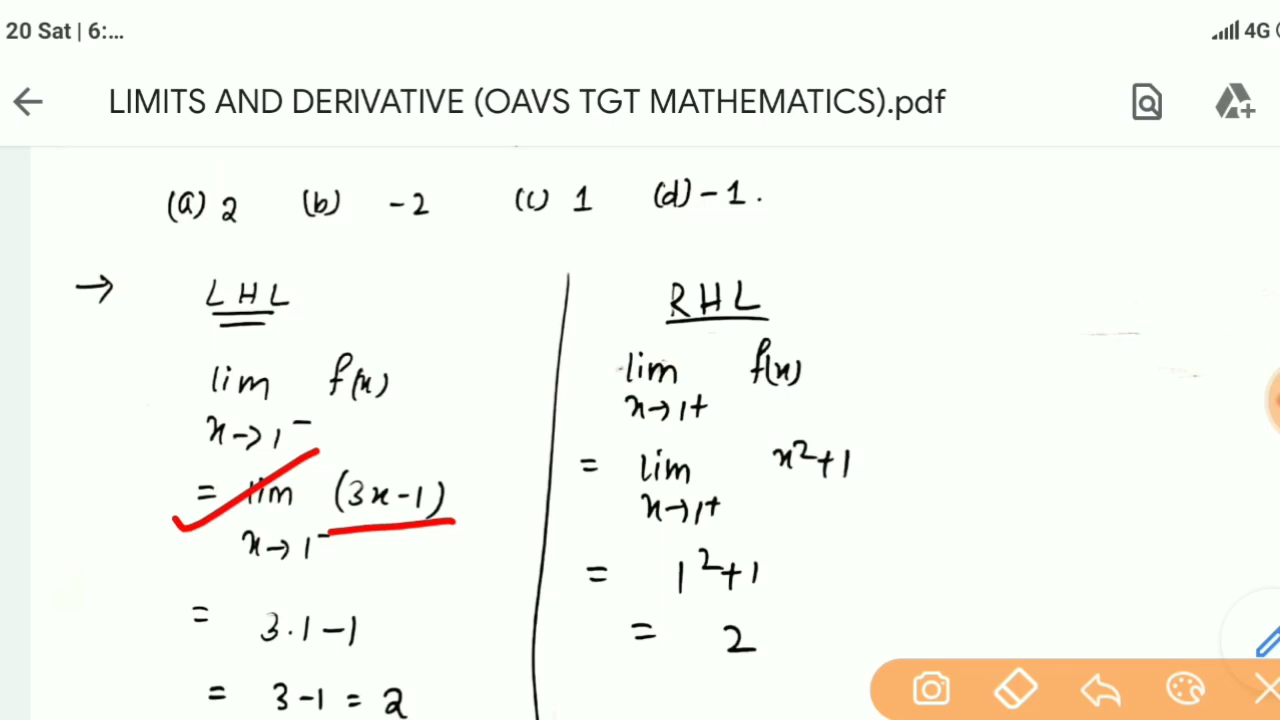 20 Sat | 6:...
4G
LIMITS AND DERIVATIVE (OAVS TGT MATHEMATICS).pdf
(a) 2 (b) -2 (c) 1 (d) -1.
→ LHL
lim f(x)
x→1⁻
= lim (3x-1)
x→1⁻
= 3.1-1
= 3-1 = 2
RHL
lim f(x)
x→1+
= lim x²+1
x→1+
= 1²+1
= 2